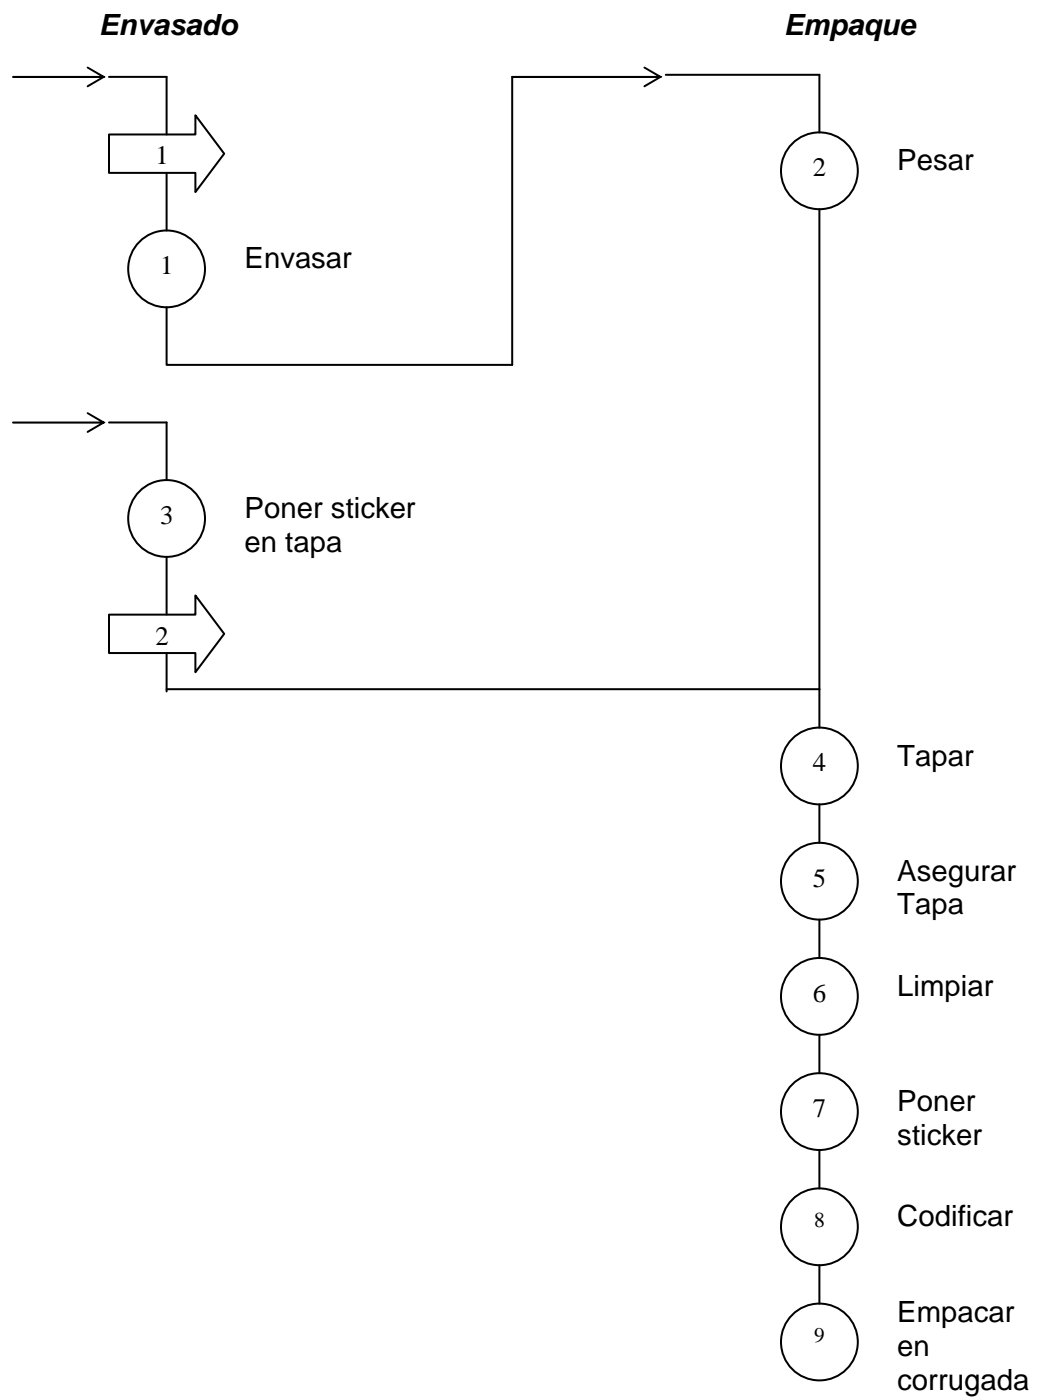 Envasado
Empaque
1
2
Pesar
1
Envasar
3
Poner sticker
en tapa
2
4
Tapar
5
Asegurar
Tapa
6
Limpiar
7
Poner
sticker
8
Codificar
9
Empacar
en
corrugada